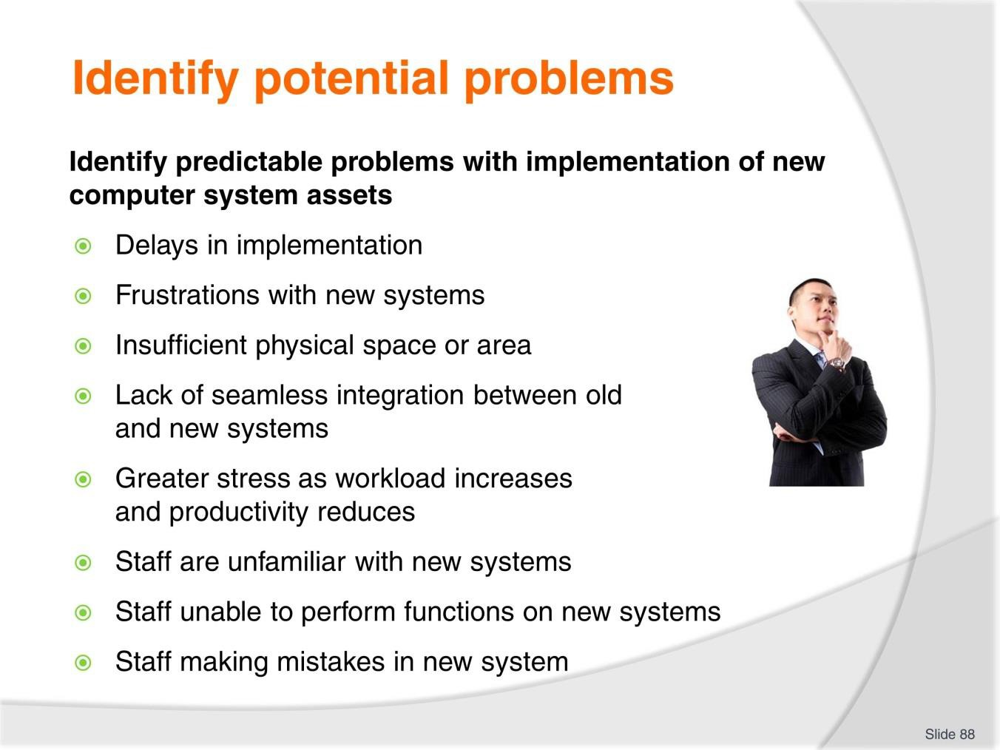 Identify potential problems
Identify predictable problems with implementation of new
computer system assets
Delays in implementation
Frustrations with new systems
Insufficient physical space or area
Lack of seamless integration between old
and new systems
Greater stress as workload increases
and productivity reduces
Staff are unfamiliar with new systems
Staff unable to perform functions on new systems
Staff making mistakes in new system
Slide 88